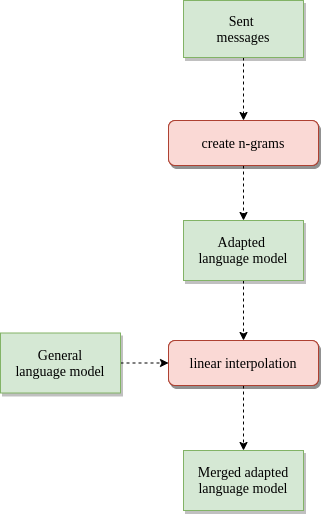 Sent
messages
create n-grams
Adapted
language model
General
language model
linear interpolation
Merged adapted
language model